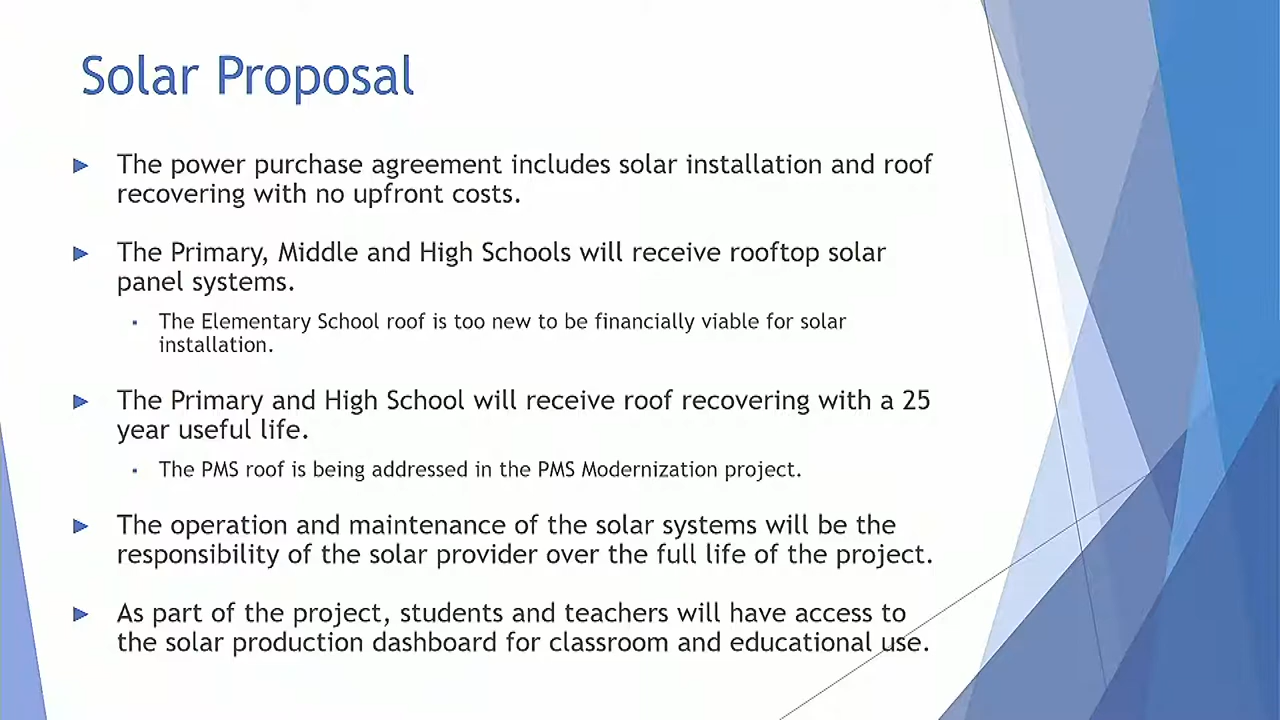 Solar Proposal
The power purchase agreement includes solar installation and roof
recovering with no upfront costs.
The Primary, Middle and High Schools will receive rooftop solar
panel systems.
The Elementary School roof is too new to be financially viable for solar
installation.
The Primary and High School will receive roof recovering with a 25
year useful life.
The PMS roof is being addressed in the PMS Modernization project.
The operation and maintenance of the solar systems will be the
responsibility of the solar provider over the full life of the project.
As part of the project, students and teachers will have access to
the solar production dashboard for classroom and educational use.